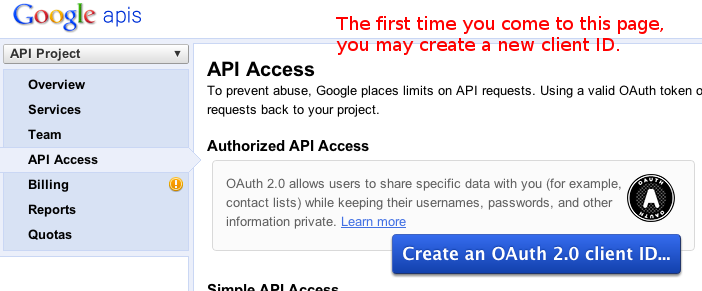 Google apis
The first time you come to this page,
you may create a new client ID.
API Project
Overview
Services
Team
API Access
Billing
Reports
Quotas
API Access
To prevent abuse, Google places limits on API requests. Using a valid OAuth token o
requests back to your project.
Authorized API Access
OAuth 2.0 allows users to share specific data with you (for example,
contact lists) while keeping their usernames, passwords, and other
information private. Learn more
OAUTH
A
OAUTH
Create an OAuth 2.0 client ID...
Simple API Access